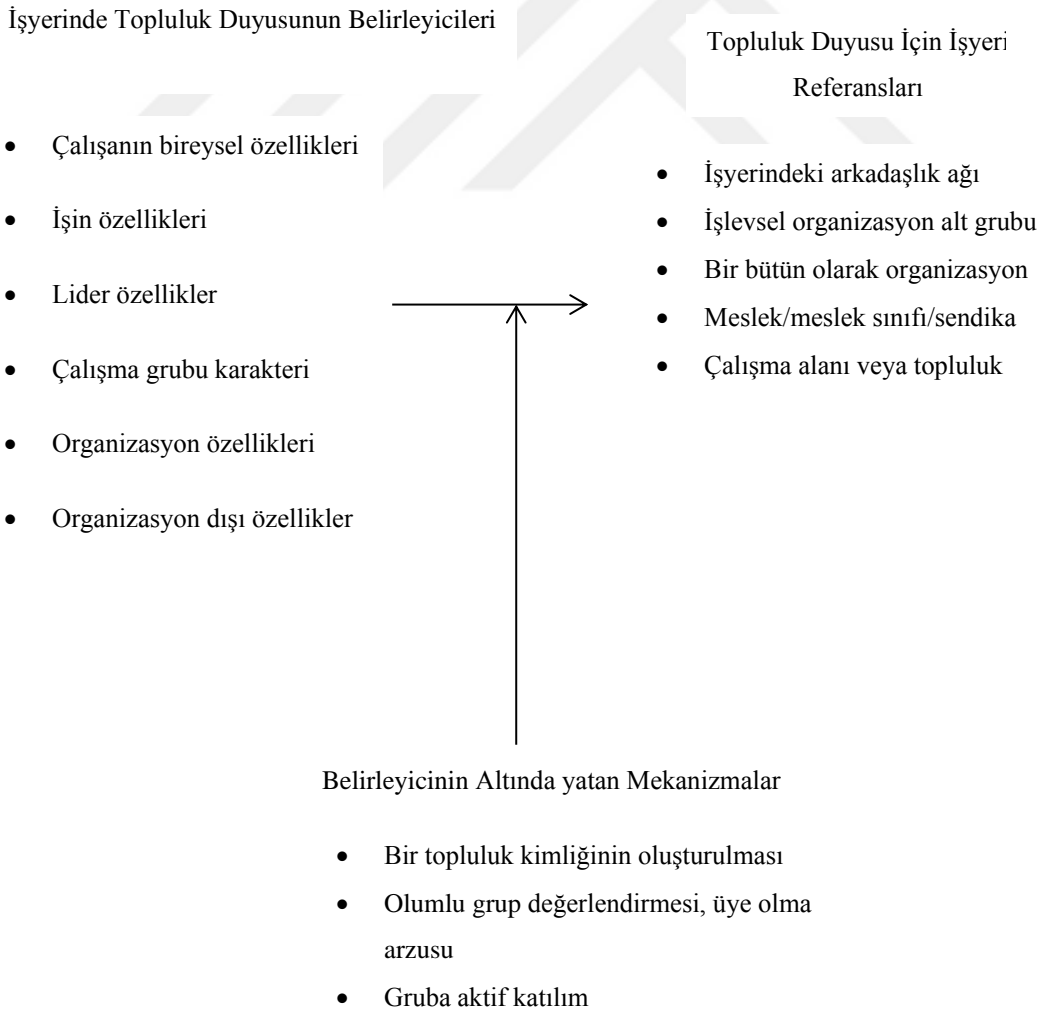 İşyerinde Topluluk Duyusunun Belirleyicileri
• Çalışanın bireysel özellikleri
• İşin özellikleri
• Lider özellikler
• Çalışma grubu karakteri
• Organizasyon özellikleri
• Organizasyon dışı özellikler
Topluluk Duyusu İçin İşyeri
Referansları
• İşyerindeki arkadaşlık ağı
• İşlevsel organizasyon alt grubu
• Bir bütün olarak organizasyon
• Meslek/meslek sınıfı/sendika
• Çalışma alanı veya topluluk
Belirleyicinin Altında yatan Mekanizmalar
• Bir topluluk kimliğinin oluşturulması
• Olumlu grup değerlendirmesi, üye olma
arzusu
• Gruba aktif katılım